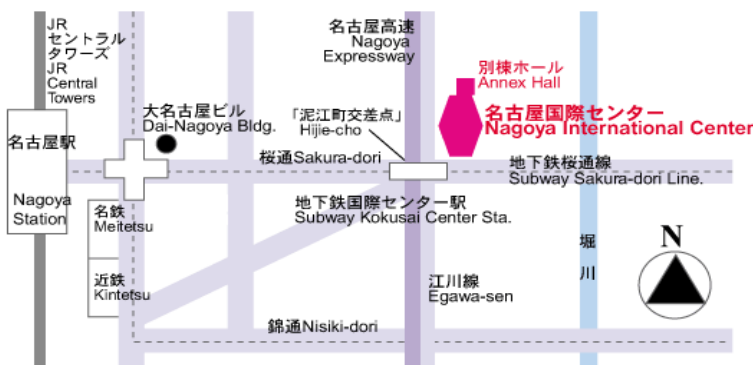 JR
セントラル
タワーズ
JR
Central
Towers
名古屋高速
Nagoya
Expressway
別棟ホール
Annex Hall
名古屋国際センター
Nagoya International Center
大名古屋ビル
Dai-Nagoya Bldg.
「泥江町交差点」
Hijie-cho
名古屋駅
Nagoya
Station
桜通Sakura-dori
地下鉄桜通線
Subway Sakura-dori Line.
名鉄
Meitetsu
地下鉄国際センター駅
Subway Kokusai Center Sta.
堀
川
N
近鉄
Kintetsu
江川線
Egawa-sen
錦通Nisiki-dori